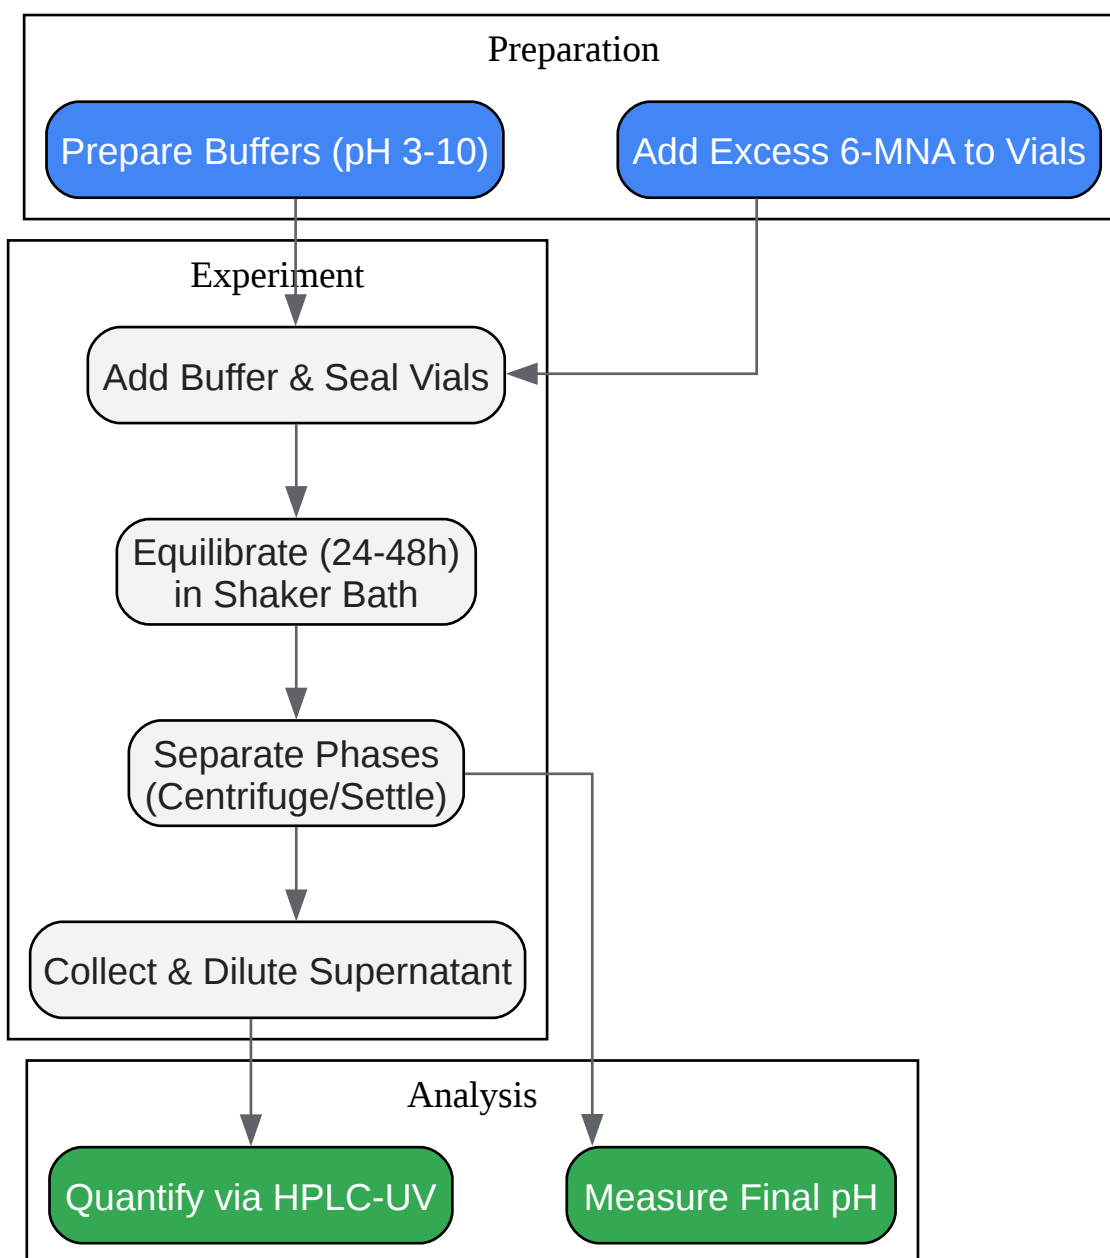 Preparation
Prepare Buffers (pH 3-10)
Add Excess 6-MNA to Vials
Experiment
Add Buffer & Seal Vials
Equilibrate (24-48h)
in Shaker Bath
Separate Phases
(Centrifuge/Settle)
Collect & Dilute Supernatant
Analysis
Quantify via HPLC-UV
Measure Final pH